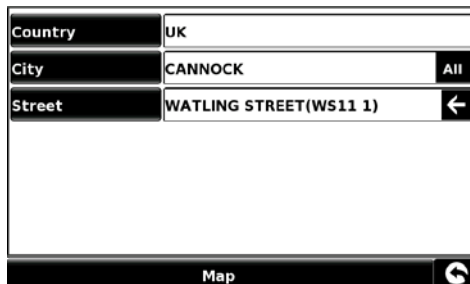 Country UK
City CANNOCK All
Street WATLING STREET(WS11 1)
Map